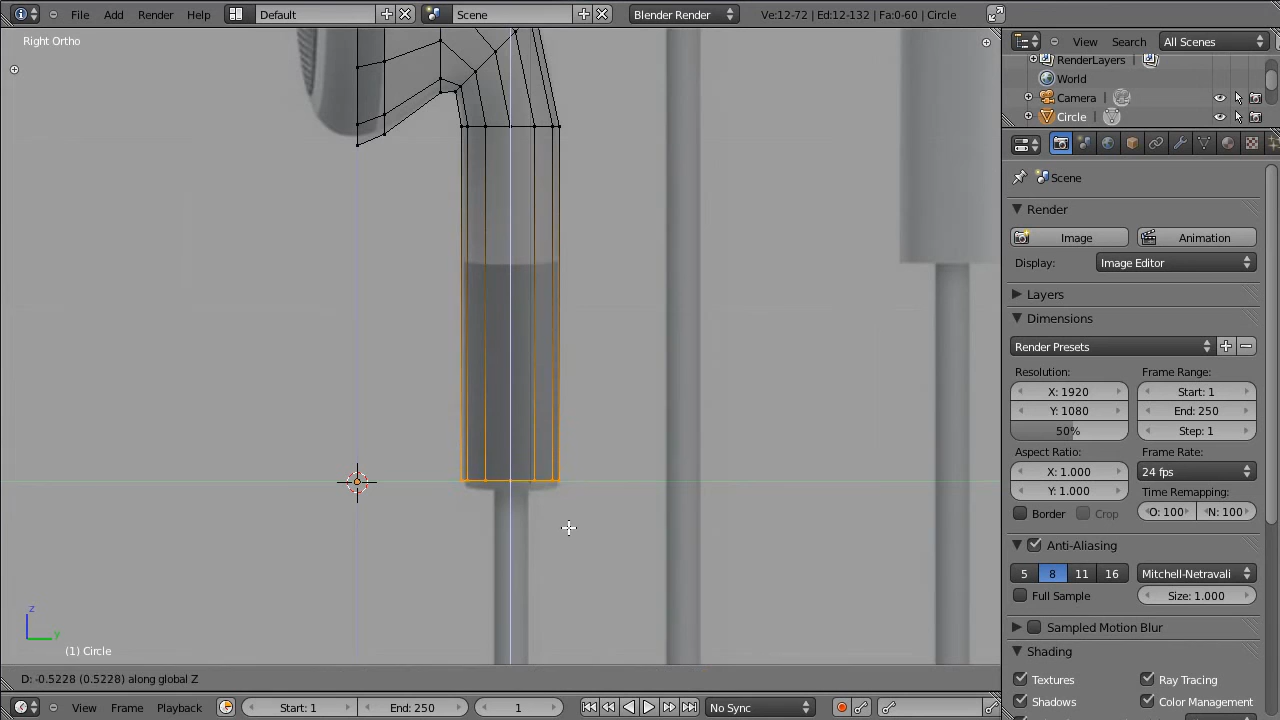 File Add Render Help Default Scene Blender Render Ve:12-72 | Ed:12-132 | Fa:0-60 | Circle
Right Ortho
View Search All Scenes
RenderLayers |
World
Camera |
Circle |
Scene
Render
Image Animation
Display: Image Editor
Layers
Dimensions
Render Presets
Resolution: Frame Range:
X: 1920 Start: 1
Y: 1080 End: 250
50% Step: 1
Aspect Ratio: Frame Rate:
X: 1.000 24 fps
Y: 1.000 Time Remapping:
Border Crop O: 100 N: 100
Anti-Aliasing
5 8 11 16 Mitchell-Netravali
Full Sample Size: 1.000
Sampled Motion Blur
Shading
Textures Ray Tracing
Shadows Color Management
z
y
(1) Circle
D: -0.5228 (0.5228) along global Z
View Frame Playback Start: 1 End: 250 1 No Sync